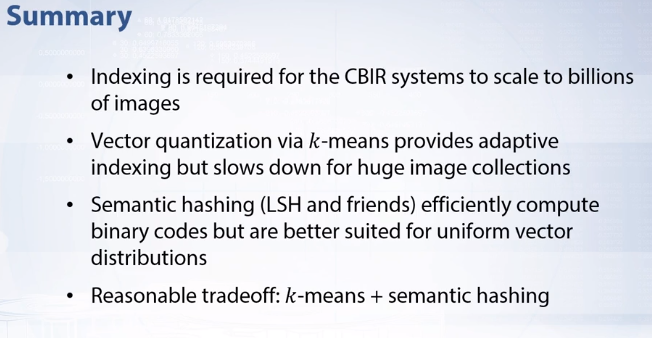 Summary
• Indexing is required for the CBIR systems to scale to billions
of images
• Vector quantization via k-means provides adaptive
indexing but slows down for huge image collections
• Semantic hashing (LSH and friends) efficiently compute
binary codes but are better suited for uniform vector
distributions
• Reasonable tradeoff: k-means + semantic hashing